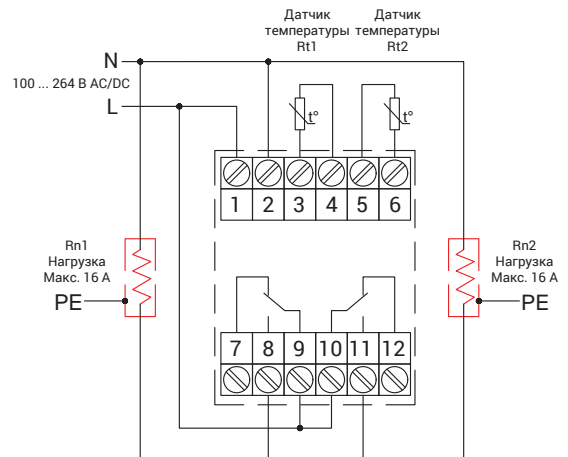 Датчик
температуры
Rt1
Датчик
температуры
Rt2
N
100 ... 264 В AC/DC
L
t°
t°
1 2 3 4 5 6
Rn1
Нагрузка
Макс. 16 А
PE
Rn2
Нагрузка
Макс. 16 А
PE
7 8 9 10 11 12